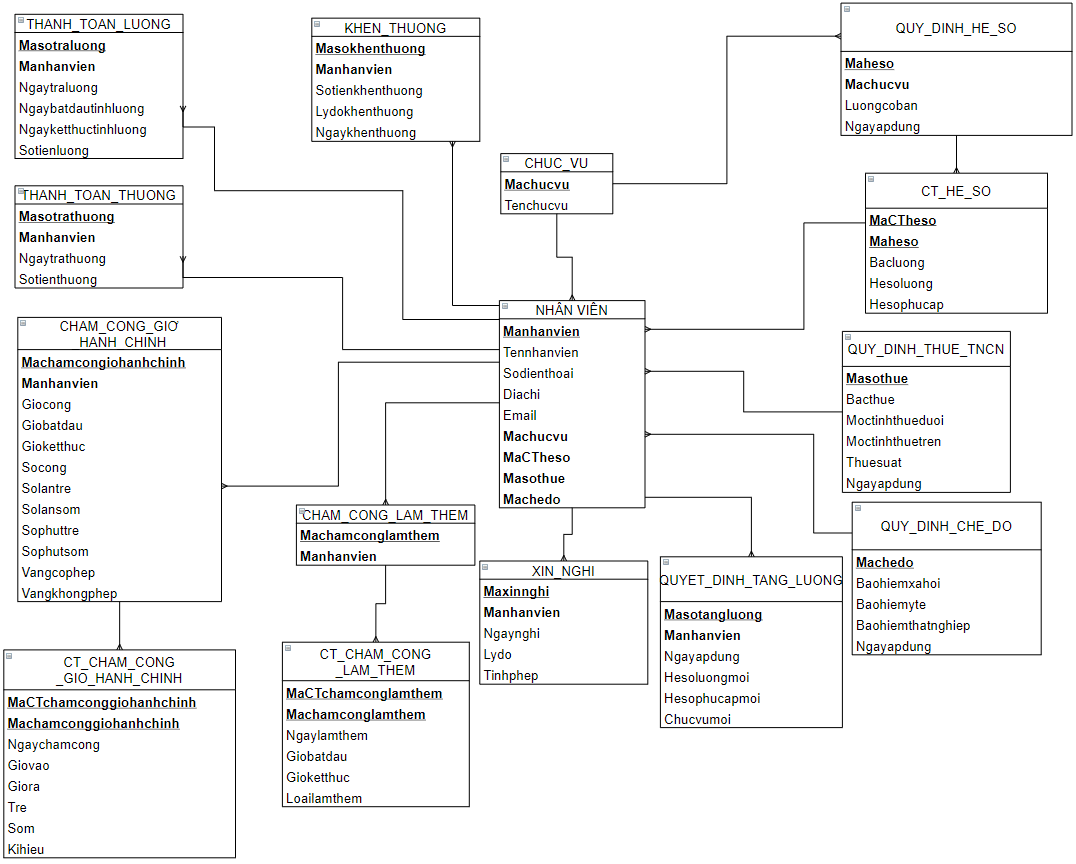 THANH_TOAN_LUONG
Masotraluong
Manhanvien
Ngaytraluong
Ngaybatdautinhluong
Ngayketthuctinhluong
Sotienluong
KHEN_THUONG
Masokhenthuong
Manhanvien
Sotienkhenthuong
Lydokhenthuong
Ngaykhenthuong
QUY_DINH_HE_SO
Maheso
Machucvu
Luongcoban
Ngayapdung
CHUC_VU
Machucvu
Tenchucvu
CT_HE_SO
MaCTheso
Maheso
Bacluong
Hesoluong
Hesophucap
THANH_TOAN_THUONG
Masotrathuong
Manhanvien
Ngaytrathuong
Sotienthuong
NHÂN VIÊN
Manhanvien
Tennhanvien
Sodienthoai
Diachi
Email
Machucvu
MaCTheso
Masothue
Machedo
CHAM_CONG_GIƠ
HANH_CHINH
Machamcongiohanhchinh
Manhanvien
Giocong
Giobatdau
Gioketthuc
Socong
Solantre
Solansom
Sophuttre
Sophutsom
Vangcophep
Vangkhongphep
QUY_DINH_THUE_TNCN
Masothue
Bacthue
Moctinhthueduoi
Moctinhthuetren
Thuesuat
Ngayapdung
CHAM_CONG_LAM_THEM
Machamconglamthem
Manhanvien
XIN_NGHI
Maxinnghi
Manhanvien
Ngaynghi
Lydo
Tinhphep
QUYET_DINH_TANG_LUONG
Masotangluong
Manhanvien
Ngayapdung
Hesoluongmoi
Hesophucapmoi
Chucvumoi
QUY_DINH_CHE_DO
Machedo
Baohiemxahoi
Baohiemyte
Baohiemthatnghiep
Ngayapdung
CT_CHAM_CONG
_GIO_HANH_CHINH
MaCTchamconggiohanhchinh
Machamconggiohanhchinh
Ngaychamcong
Giovao
Giora
Tre
Som
Kihieu
CT_CHAM_CONG
_LAM_THEM
MaCTchamconglamthem
Machamconglamthem
Ngaylamthem
Giobatdau
Gioketthuc
Loailamthem